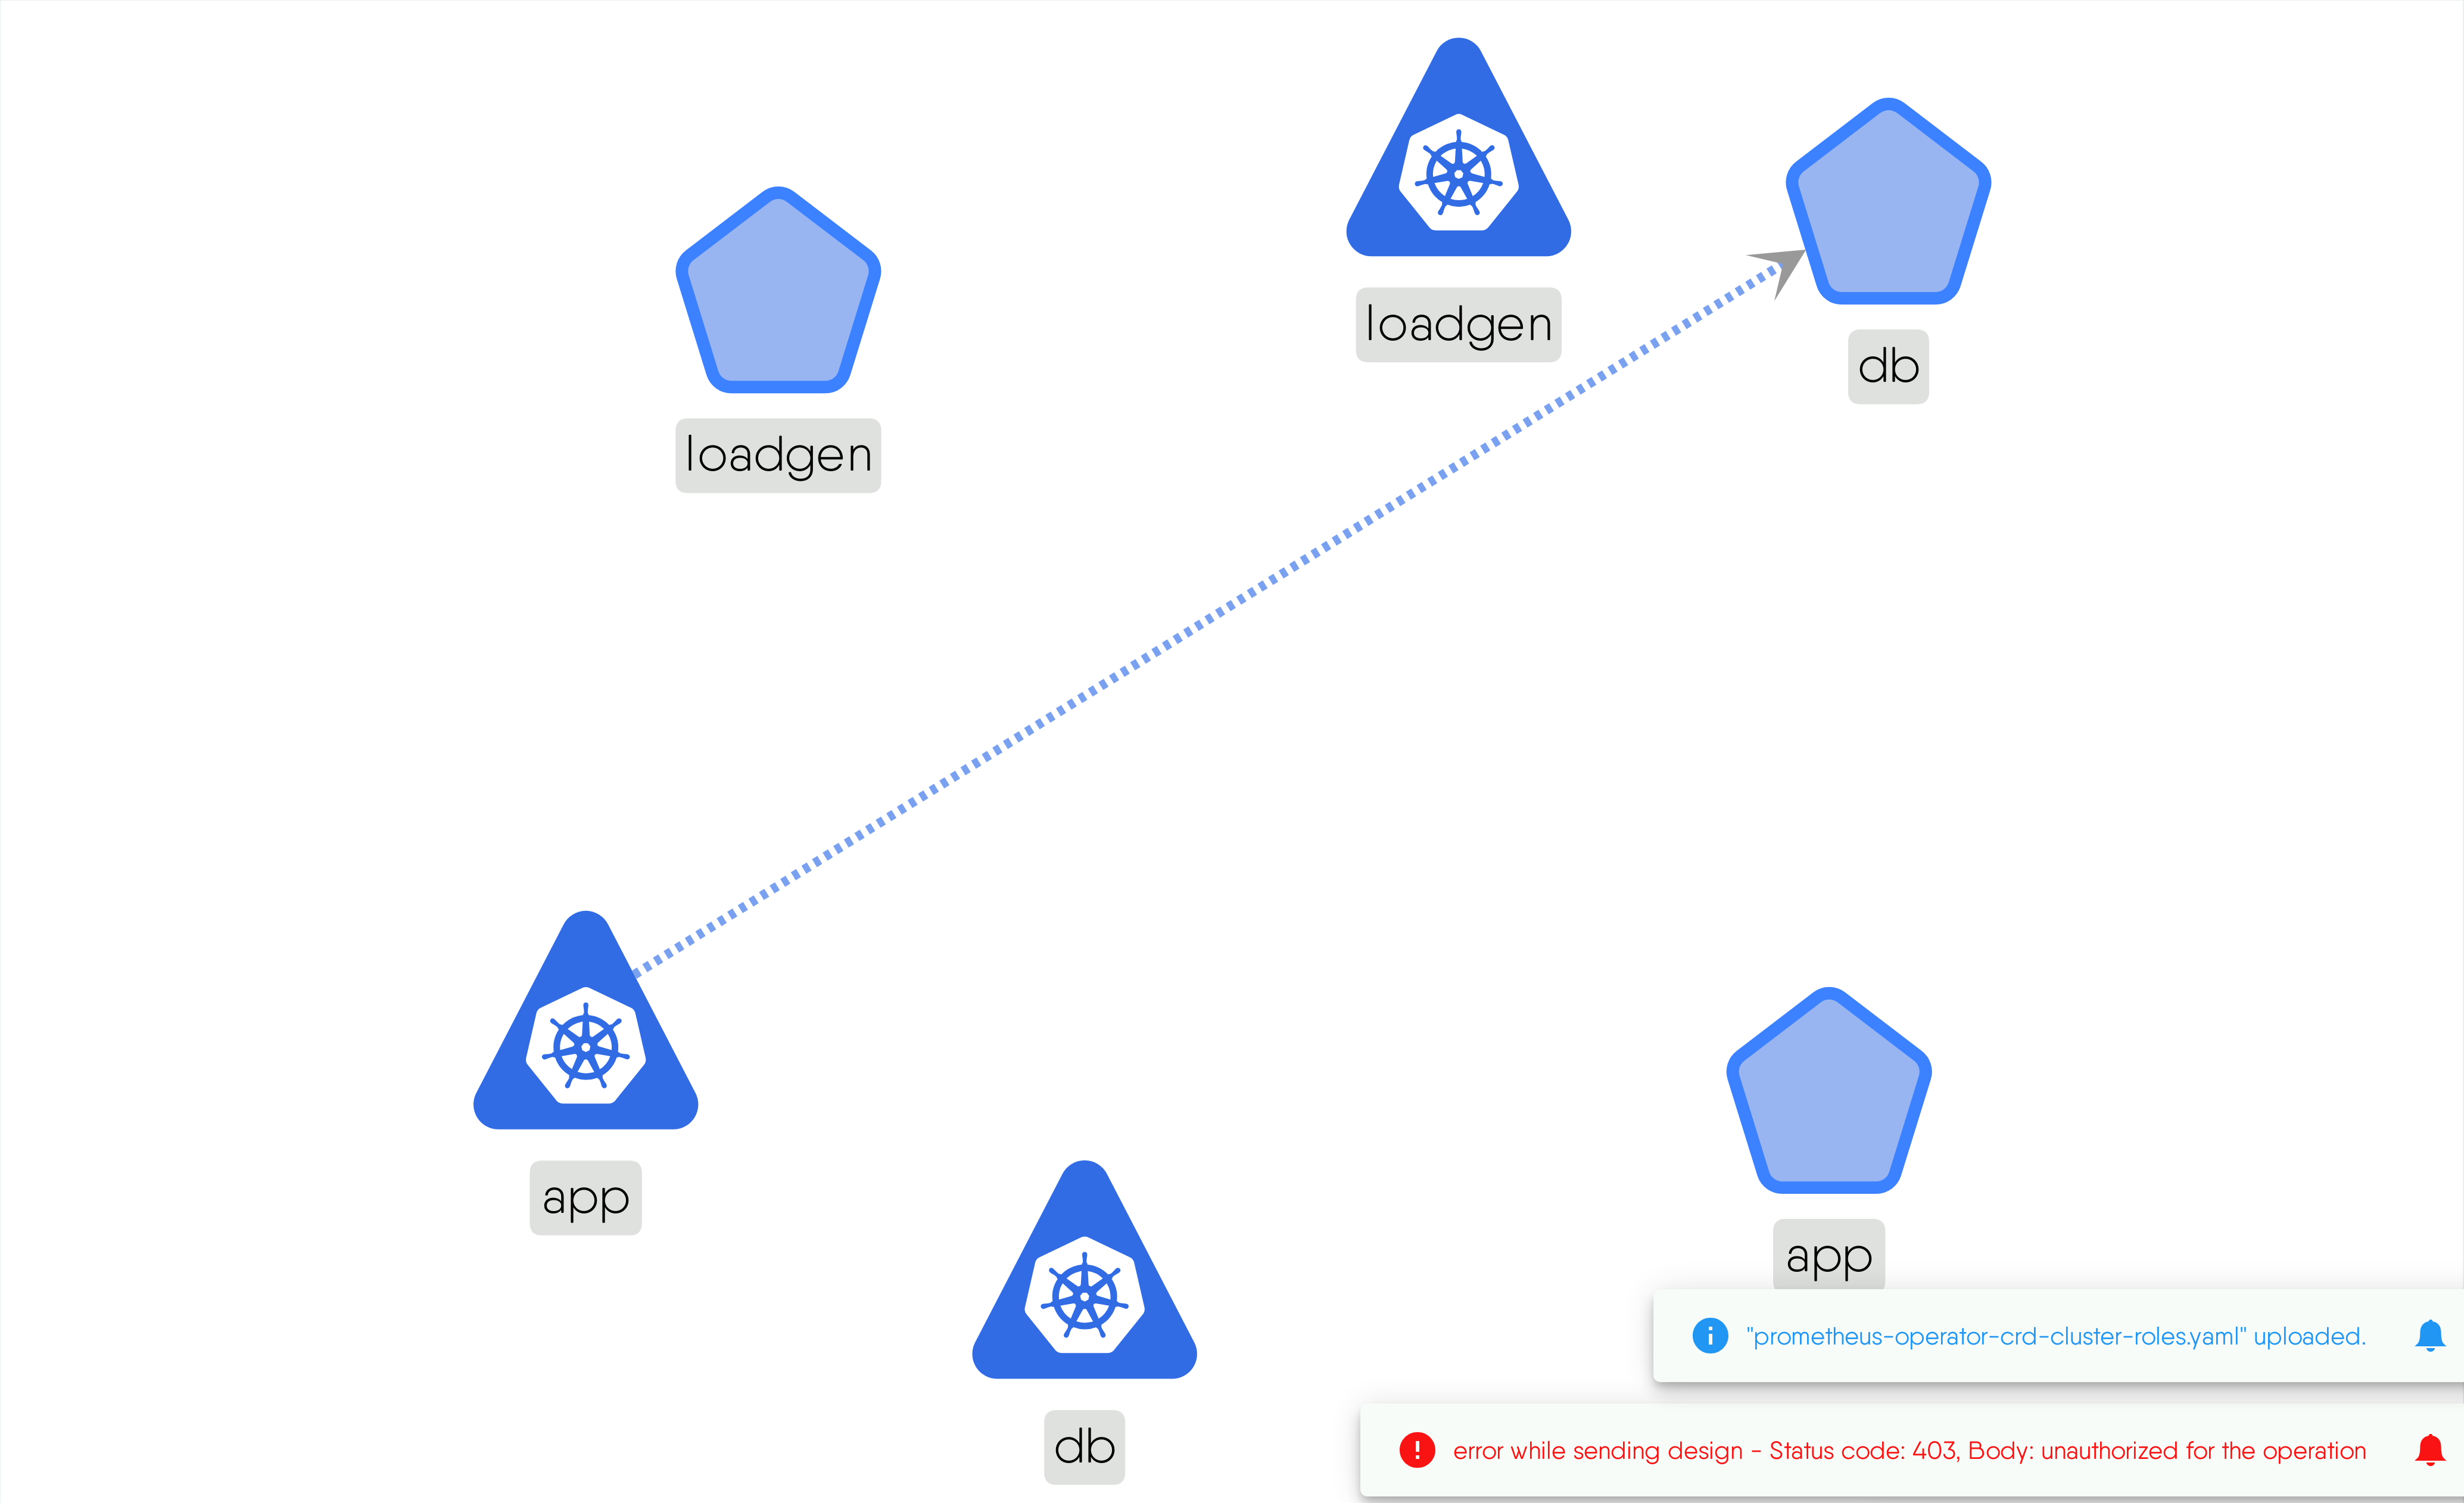 loadgen
db
loadgen
app
app
db
"prometheus-operator-crd-cluster-roles.yaml" uploaded.
error while sending design - Status code: 403, Body: unauthorized for the operation